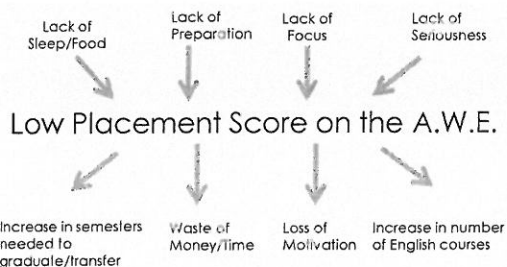 Lack of
Sleep/Food
Lack of
Preparation
Lack of
Focus
Lack of
Seriousness
Low Placement Score on the A.W.E.
Increase in semesters
needed to
graduate/transfer
Waste of
Money/Time
Loss of
Motivation
Increase in number
of English courses